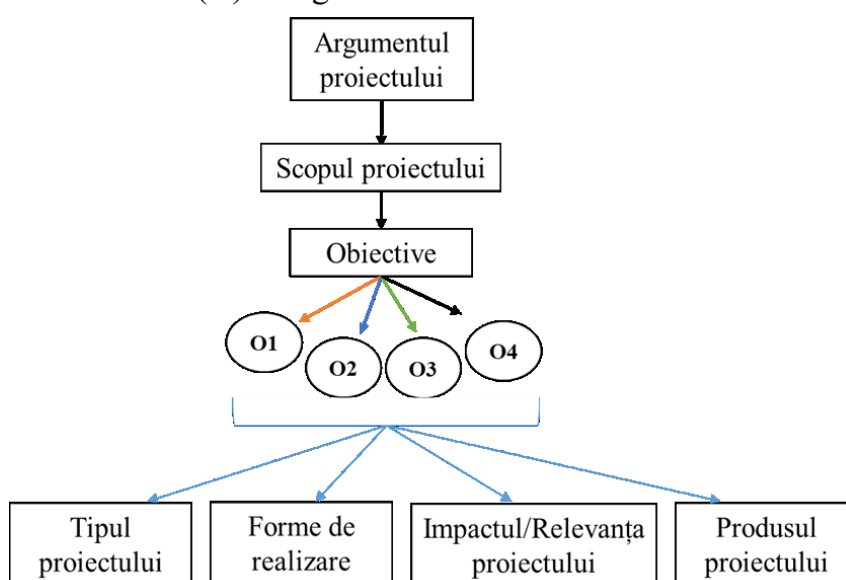 Argumentul
proiectului
Scopul proiectului
Obiective
O1
O2
O3
O4
Tipul
proiectului
Forme de
realizare
Impactul/Relevanța
proiectului
Produsul
proiectului